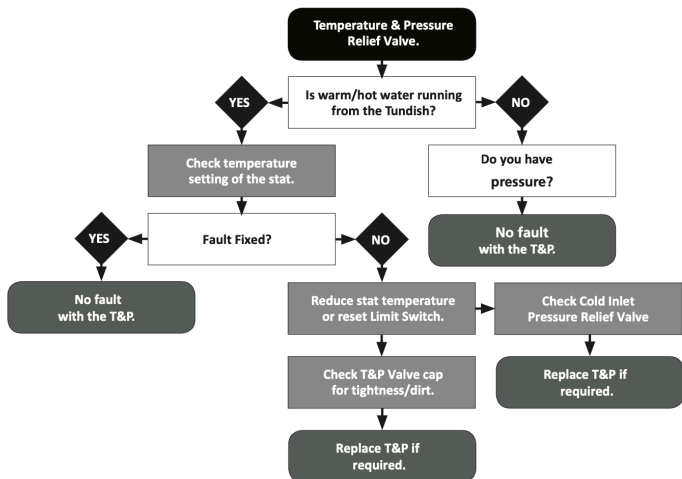 Temperature & Pressure
Relief Valve.
Is warm/hot water running
from the Tundish?
YES
NO
Check temperature
setting of the stat.
Do you have
pressure?
Fault Fixed?
YES
NO
No fault
with the T&P.
No fault
with the T&P.
Reduce stat temperature
or reset Limit Switch.
Check Cold Inlet
Pressure Relief Valve
Check T&P Valve cap
for tightness/dirt.
Replace T&P if
required.
Replace T&P if
required.